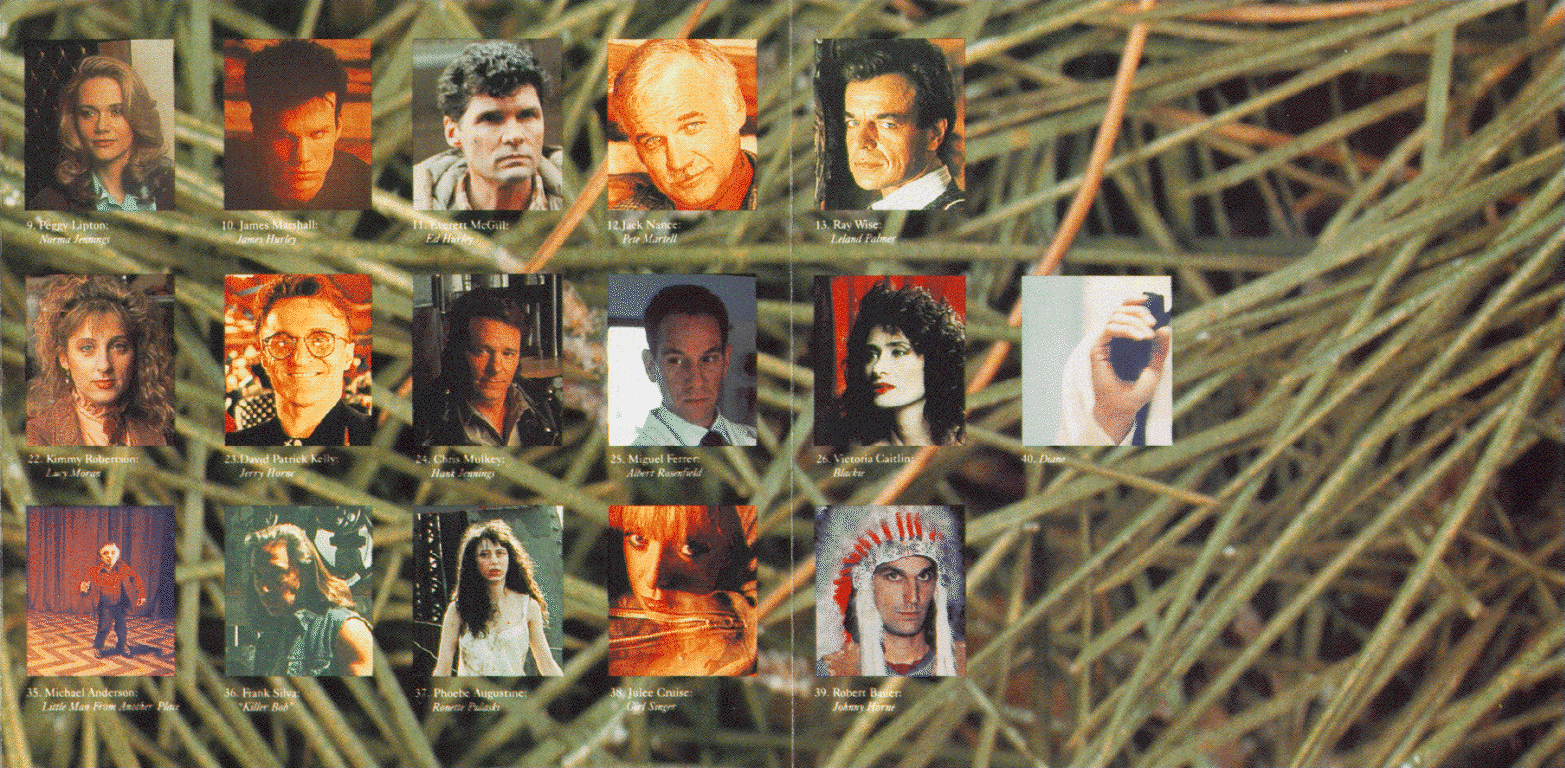 9. Peggy Lipton:
Norma Jennings
10. James Marshall:
James Hurley
11. Everett McGill:
Ed Hurley
12.Jack Nance:
Pete Martell
13. Ray Wise:
Leland Palmer
22. Kimmy Robertson:
Lucy Moran
23.David Patrick Kelly:
Jerry Horne
24. Chris Mulkey:
Hank Jennings
25. Miguel Ferrer:
Albert Rosenfield
26. Victoria Caitlin:
Blackie
40. Diane
35. Michael Anderson:
Little Man From Another Place
36. Frank Silva:
"Killer Bob"
37. Phoebe Augustine:
Ronette Pulaski
38. Julee Cruise:
Girl Singer
39. Robert Bauer:
Johnny Horne